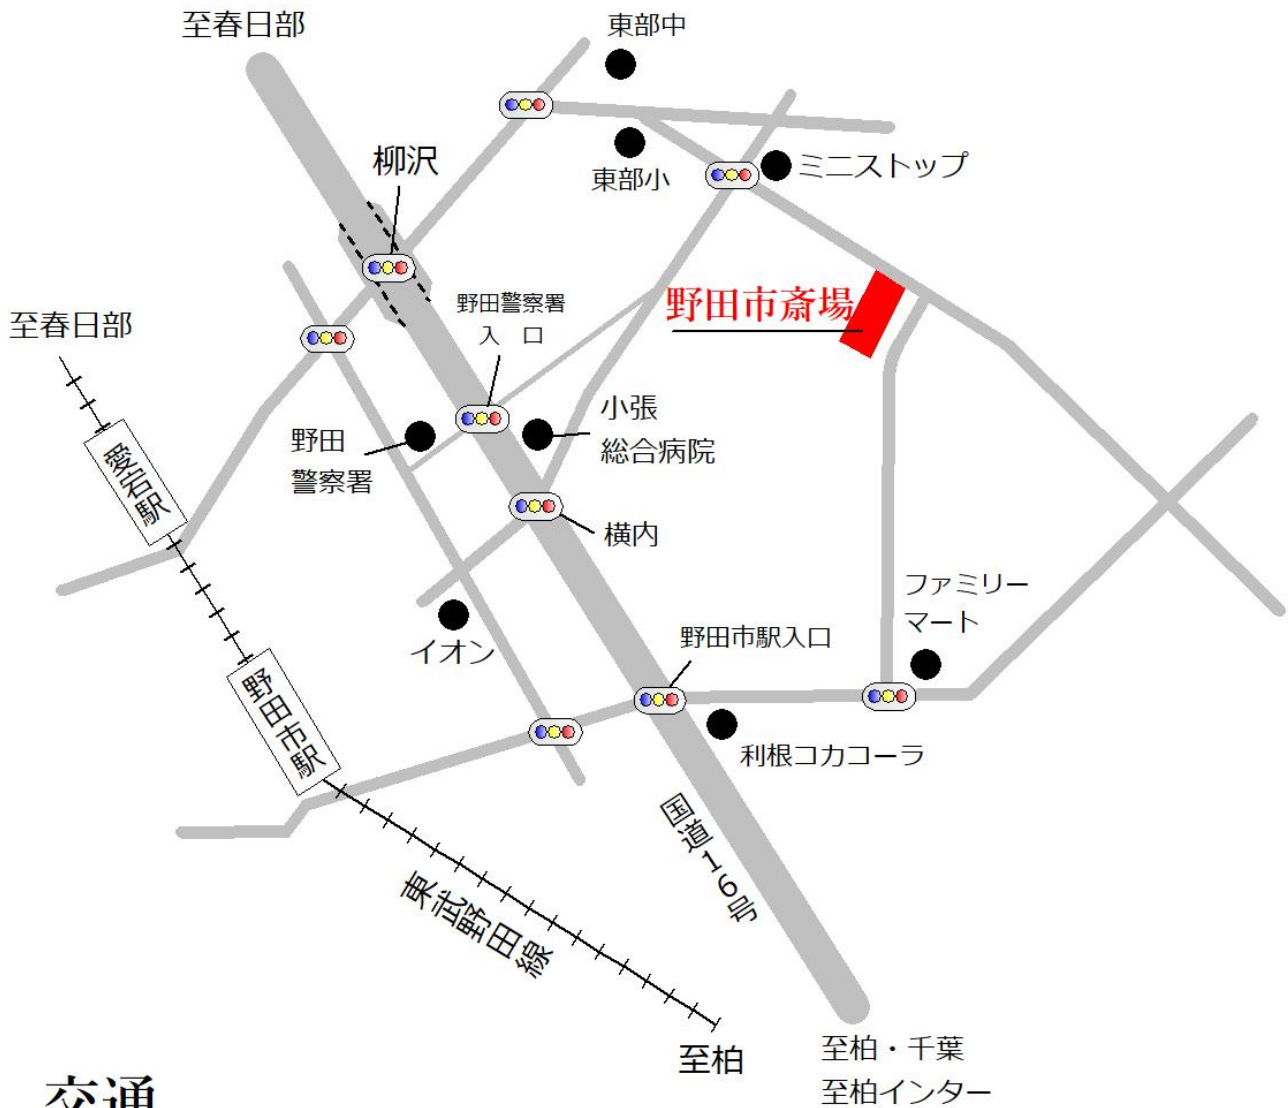 至春日部
東部中
柳沢
東部小
ミニストップ
野田警察署
入　口
野田市斎場
至春日部
小張
総合病院
野田
警察署
愛宕駅
横内
ファミリー
マート
イオン
野田市駅入口
野田市駅
利根コカコーラ
国道16号
東武野田線
至柏
至柏・千葉
至柏インター
交通